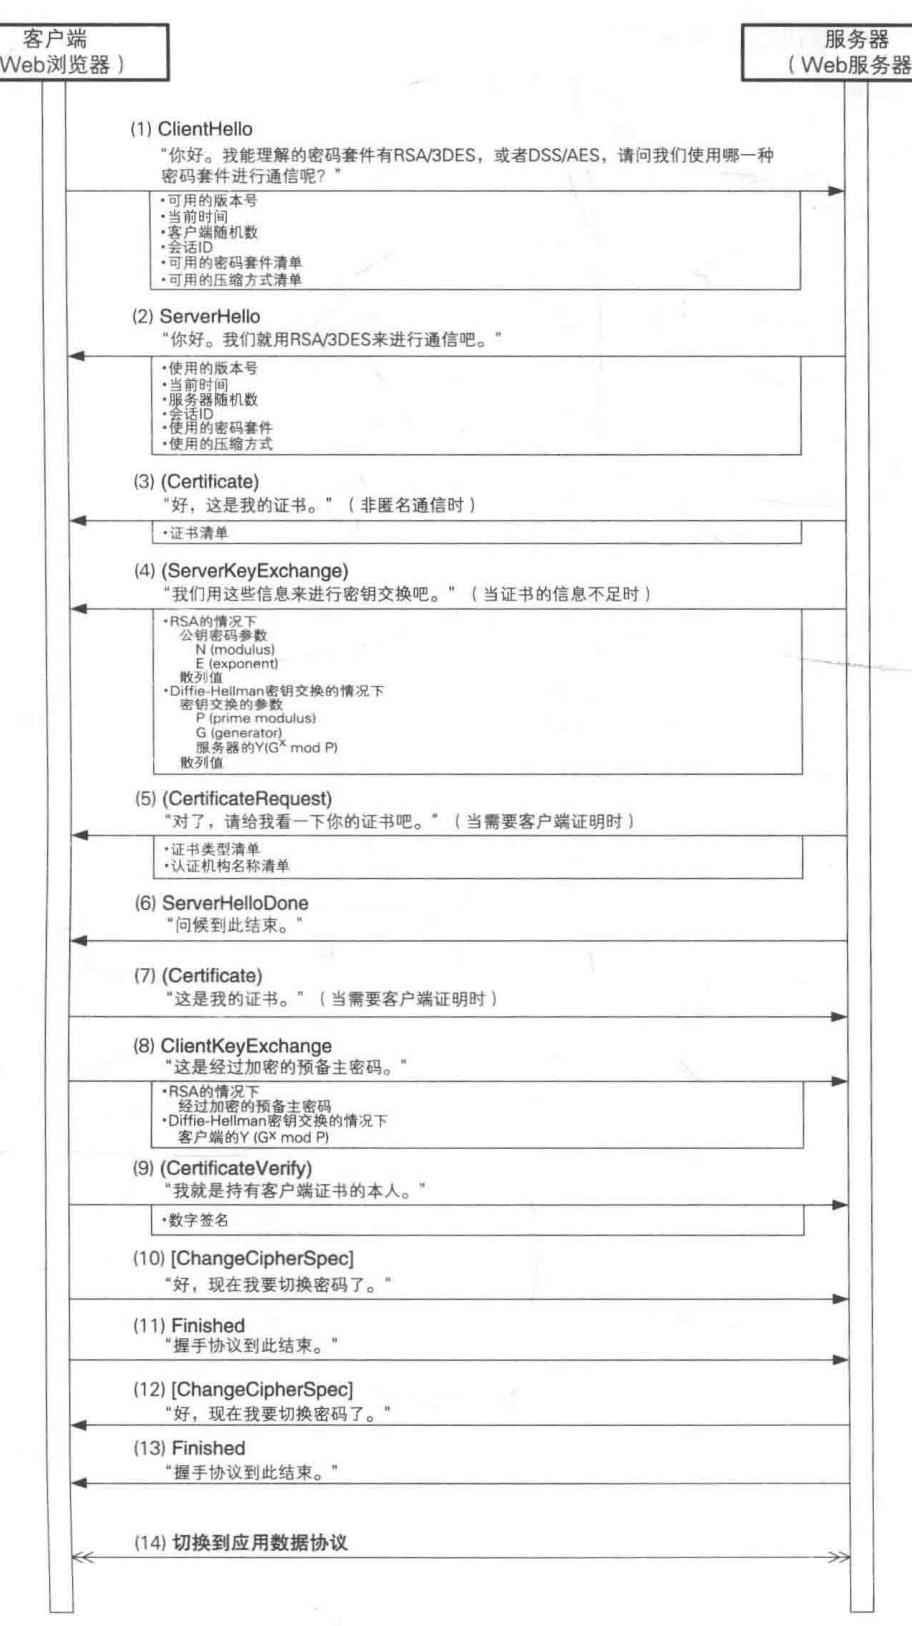 客户端
Web浏览器）
服务器
（Web服务器
(1) ClientHello
“你好。我能理解的密码套件有RSA/3DES，或者DSS/AES，请问我们使用哪一种
密码套件进行通信呢？”
·可用的版本号
·当前时间
·客户端随机数
·会话ID
·可用的密码套件清单
·可用的压缩方式清单
(2) ServerHello
“你好。我们就用RSA/3DES来进行通信吧。”
·使用的版本号
·当前时间
·服务器随机数
·会话ID
·使用的密码套件
·使用的压缩方式
(3) (Certificate)
“好，这是我的证书。”（非匿名通信时）
·证书清单
(4) (ServerKeyExchange)
“我们用这些信息来进行密钥交换吧。”（当证书的信息不足时）
·RSA的情况下
公钥密码参数
N (modulus)
E (exponent)
散列值
·Diffie-Hellman密钥交换的情况下
密钥交换的参数
P (prime modulus)
G (generator)
服务器的Y(G^x mod P)
散列值
(5) (CertificateRequest)
“对了，请给我看一下你的证书吧。”（当需要客户端证明时）
·证书类型清单
·认证机构名称清单
(6) ServerHelloDone
“问候到此结束。”
(7) (Certificate)
“这是我的证书。”（当需要客户端证明时）
(8) ClientKeyExchange
“这是经过加密的预备主密码。”
·RSA的情况下
经过加密的预备主密码
·Diffie-Hellman密钥交换的情况下
客户端的Y (G^x mod P)
(9) (CertificateVerify)
“我就是持有客户端证书的本人。”
·数字签名
(10) [ChangeCipherSpec]
“好，现在我要切换密码了。”
(11) Finished
“握手协议到此结束。”
(12) [ChangeCipherSpec]
“好，现在我要切换密码了。”
(13) Finished
“握手协议到此结束。”
(14) 切换到应用数据协议